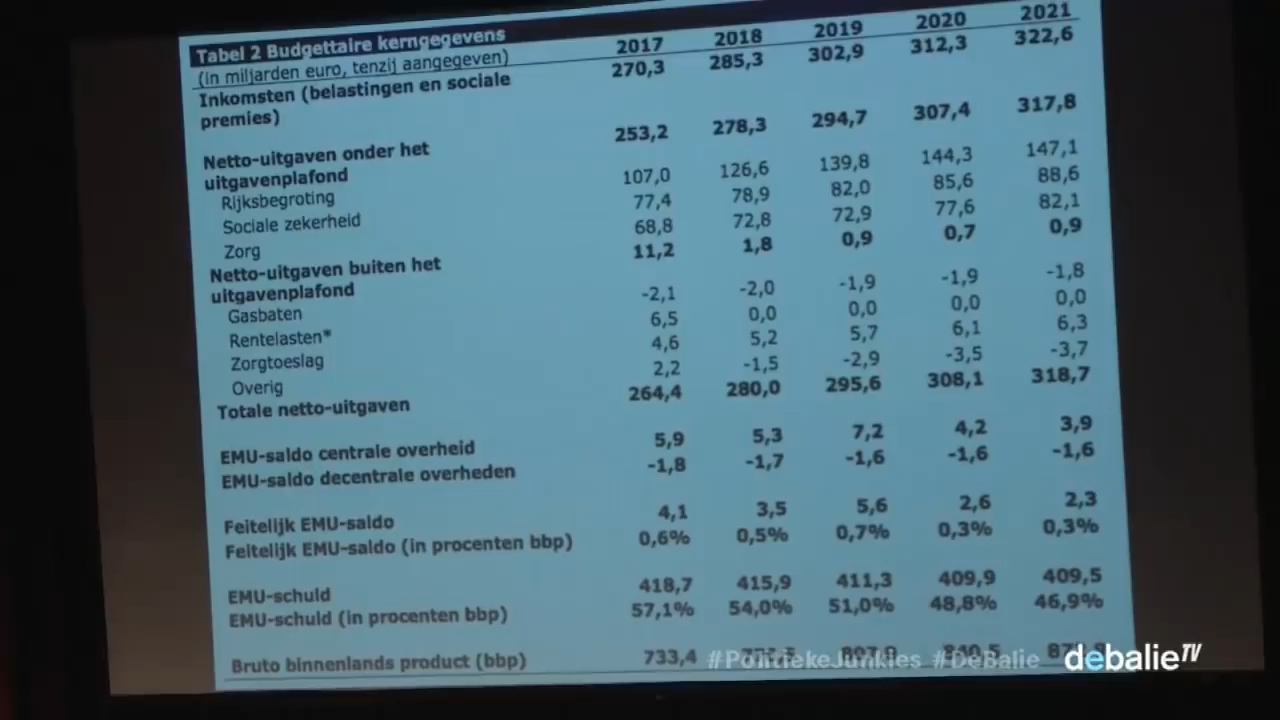 Tabel 2 Budgettaire kerngegevens
(in miljarden euro, tenzij aangegeven) 2017 2018 2019 2020 2021
Inkomsten (belastingen en sociale premies) 270,3 285,3 302,9 312,3 322,6
Netto-uitgaven onder het uitgavenplafond 253,2 278,3 294,7 307,4 317,8
Rijksbegroting 107,0 126,6 139,8 144,3 147,1
Sociale zekerheid 77,4 78,9 82,0 85,6 88,6
Zorg 68,8 72,8 72,9 77,6 82,1
Netto-uitgaven buiten het uitgavenplafond 11,2 1,8 0,9 0,7 0,9
Gasbaten -2,1 -2,0 -1,9 -1,9 -1,8
Rentelasten* 6,5 0,0 0,0 0,0 0,0
Zorgtoeslag 4,6 5,2 5,7 6,1 6,3
Overig 2,2 -1,5 -2,9 -3,5 -3,7
Totale netto-uitgaven 264,4 280,0 295,6 308,1 318,7
EMU-saldo centrale overheid 5,9 5,3 7,2 4,2 3,9
EMU-saldo decentrale overheden -1,8 -1,7 -1,6 -1,6 -1,6
Feitelijk EMU-saldo 4,1 3,5 5,6 2,6 2,3
Feitelijk EMU-saldo (in procenten bbp) 0,6% 0,5% 0,7% 0,3% 0,3%
EMU-schuld 418,7 415,9 411,3 409,9 409,5
EMU-schuld (in procenten bbp) 57,1% 54,0% 51,0% 48,8% 46,9%
Bruto binnenlands product (bbp) 733,4
#PolitiekeJunkies #DeBalie
debalie TV